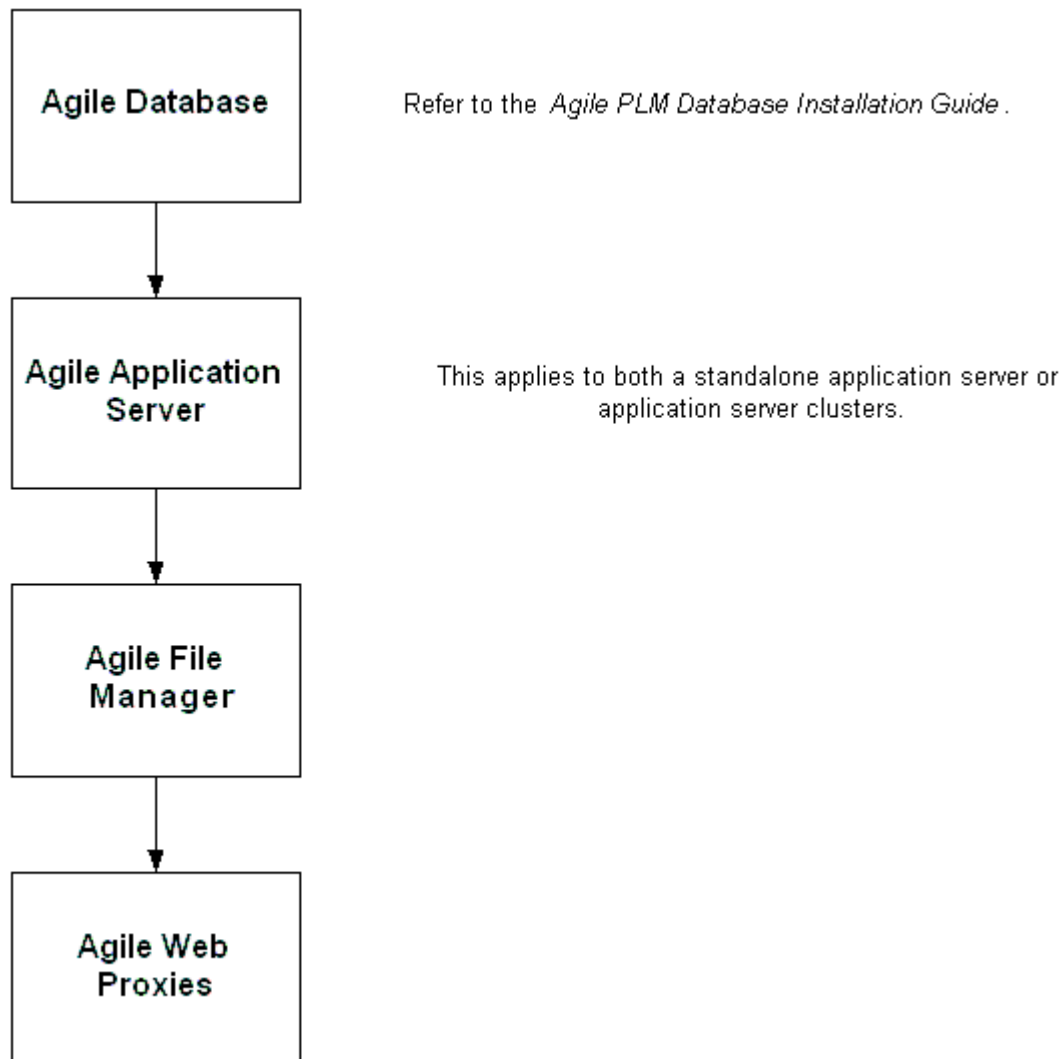 Agile Database
Refer to the Agile PLM Database Installation Guide.
Agile Application
Server
This applies to both a standalone application server or
application server clusters.
Agile File
Manager
Agile Web
Proxies